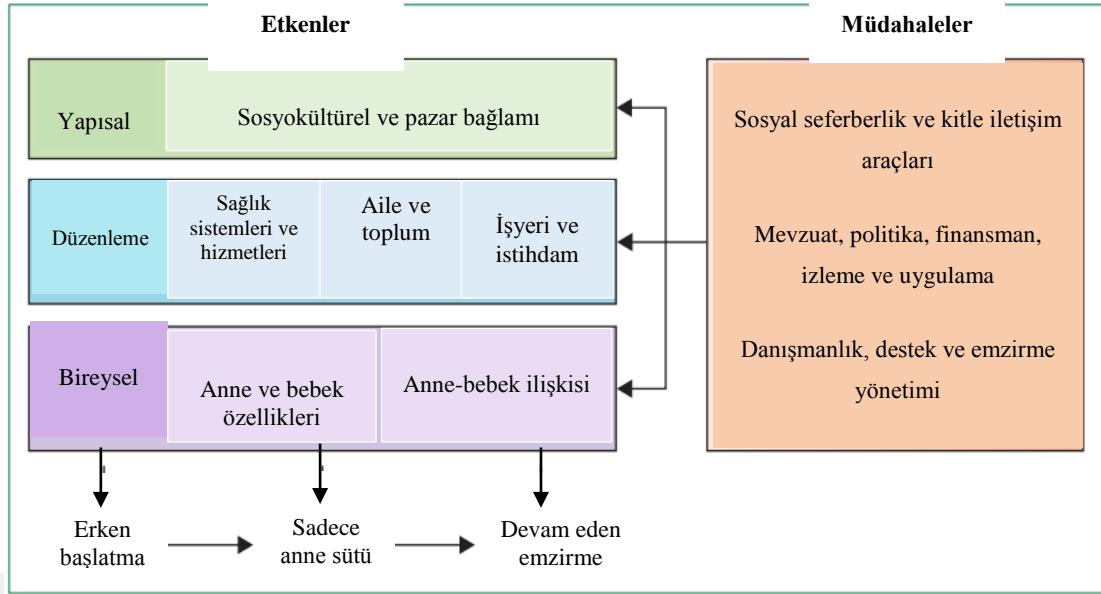 Etkenler
Müdahaleler
Yapısal
Sosyokültürel ve pazar bağlamı
Düzenleme
Sağlık
sistemleri ve
hizmetleri
Aile ve
toplum
İşyeri ve
istihdam
Bireysel
Anne ve bebek
özellikleri
Anne-bebek ilişkisi
Sosyal seferberlik ve kitle iletişim
araçları
Mevzuat, politika, finansman,
izleme ve uygulama
Danışmanlık, destek ve emzirme
yönetimi
Erken
başlatma
Sadece
anne sütü
Devam eden
emzirme